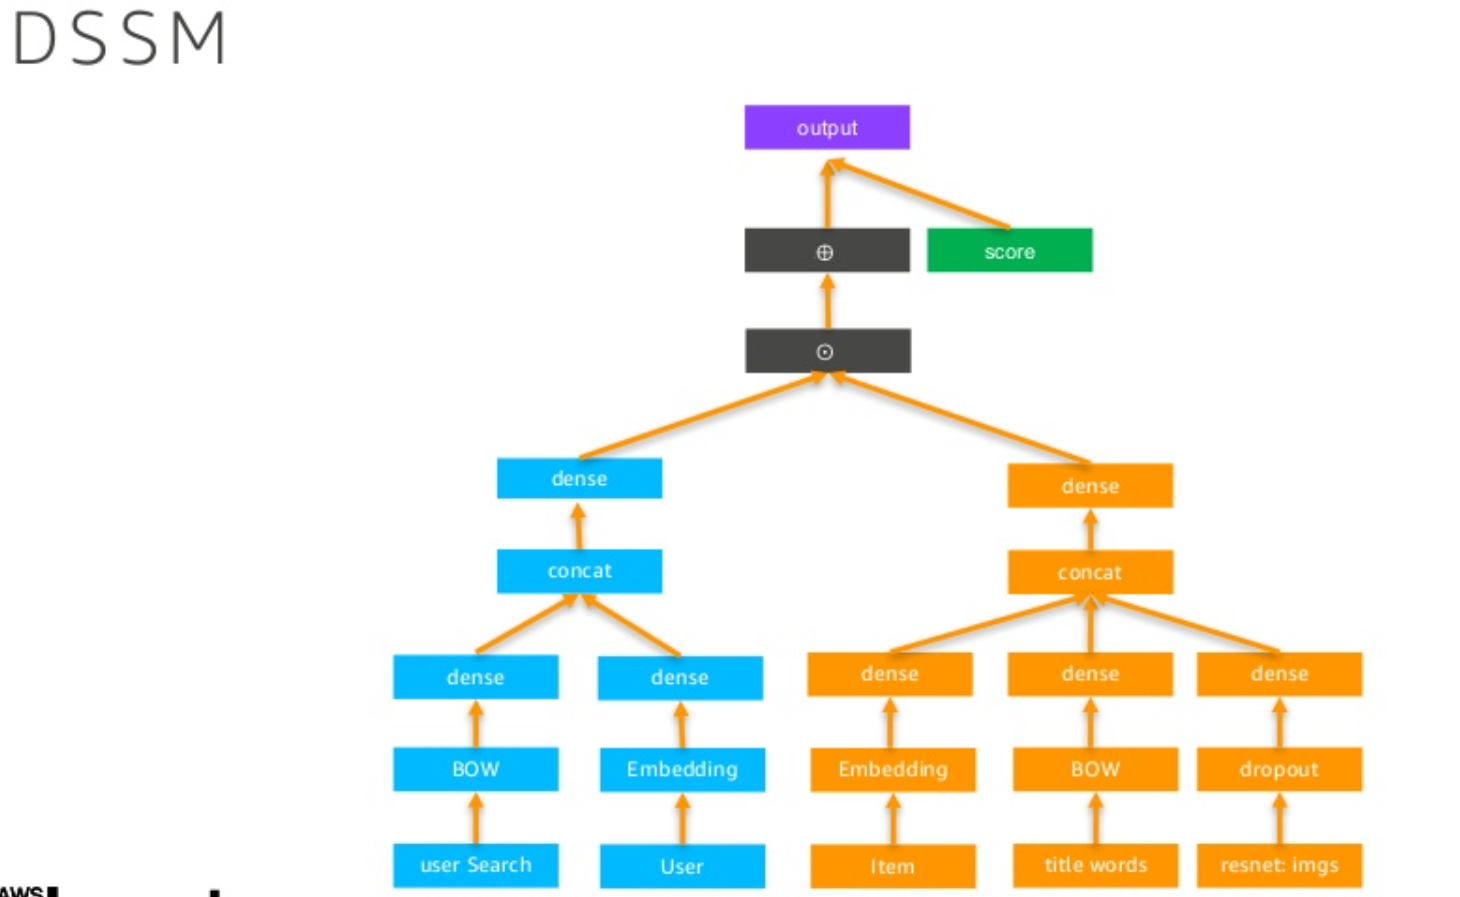 DSSM
output
⊕
score
⊙
dense
dense
concat
concat
dense
dense
dense
dense
dense
BOW
Embedding
Embedding
BOW
dropout
user Search
User
Item
title words
resnet: imgs
AWS